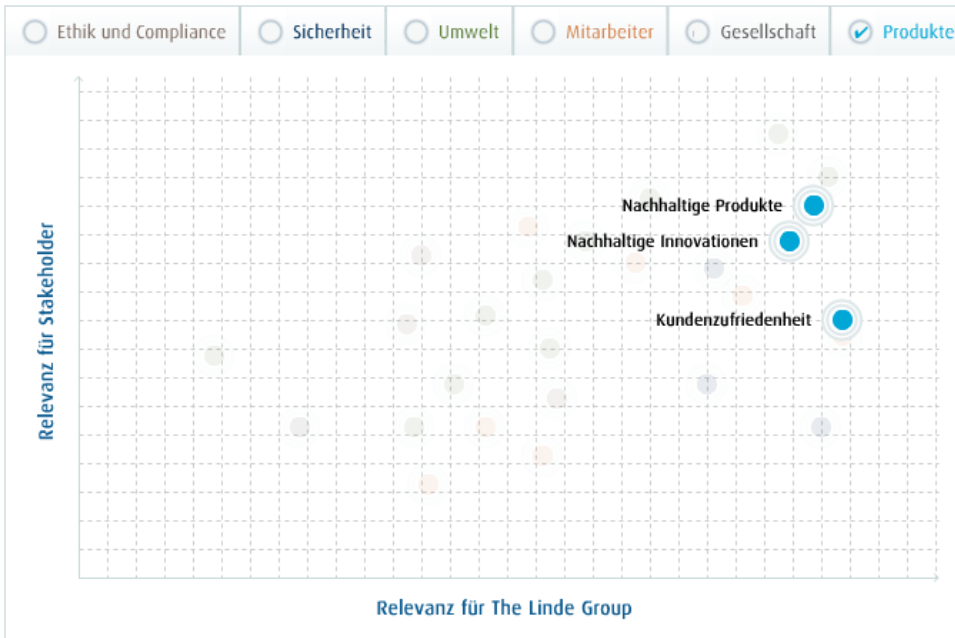 Ethik und Compliance Sicherheit Umwelt Mitarbeiter Gesellschaft Produkte
Nachhaltige Produkte
Nachhaltige Innovationen
Kundenzufriedenheit
Relevanz für Stakeholder
Relevanz für The Linde Group